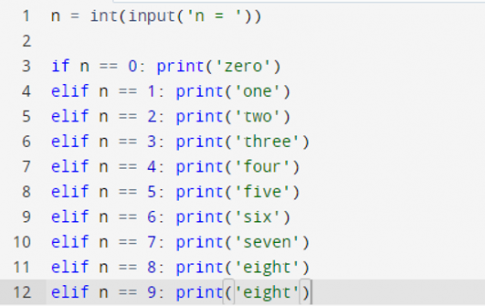 1 n = int(input('n = '))
2
3 if n == 0: print('zero')
4 elif n == 1: print('one')
5 elif n == 2: print('two')
6 elif n == 3: print('three')
7 elif n == 4: print('four')
8 elif n == 5: print('five')
9 elif n == 6: print('six')
10 elif n == 7: print('seven')
11 elif n == 8: print('eight')
12 elif n == 9: print('eight')